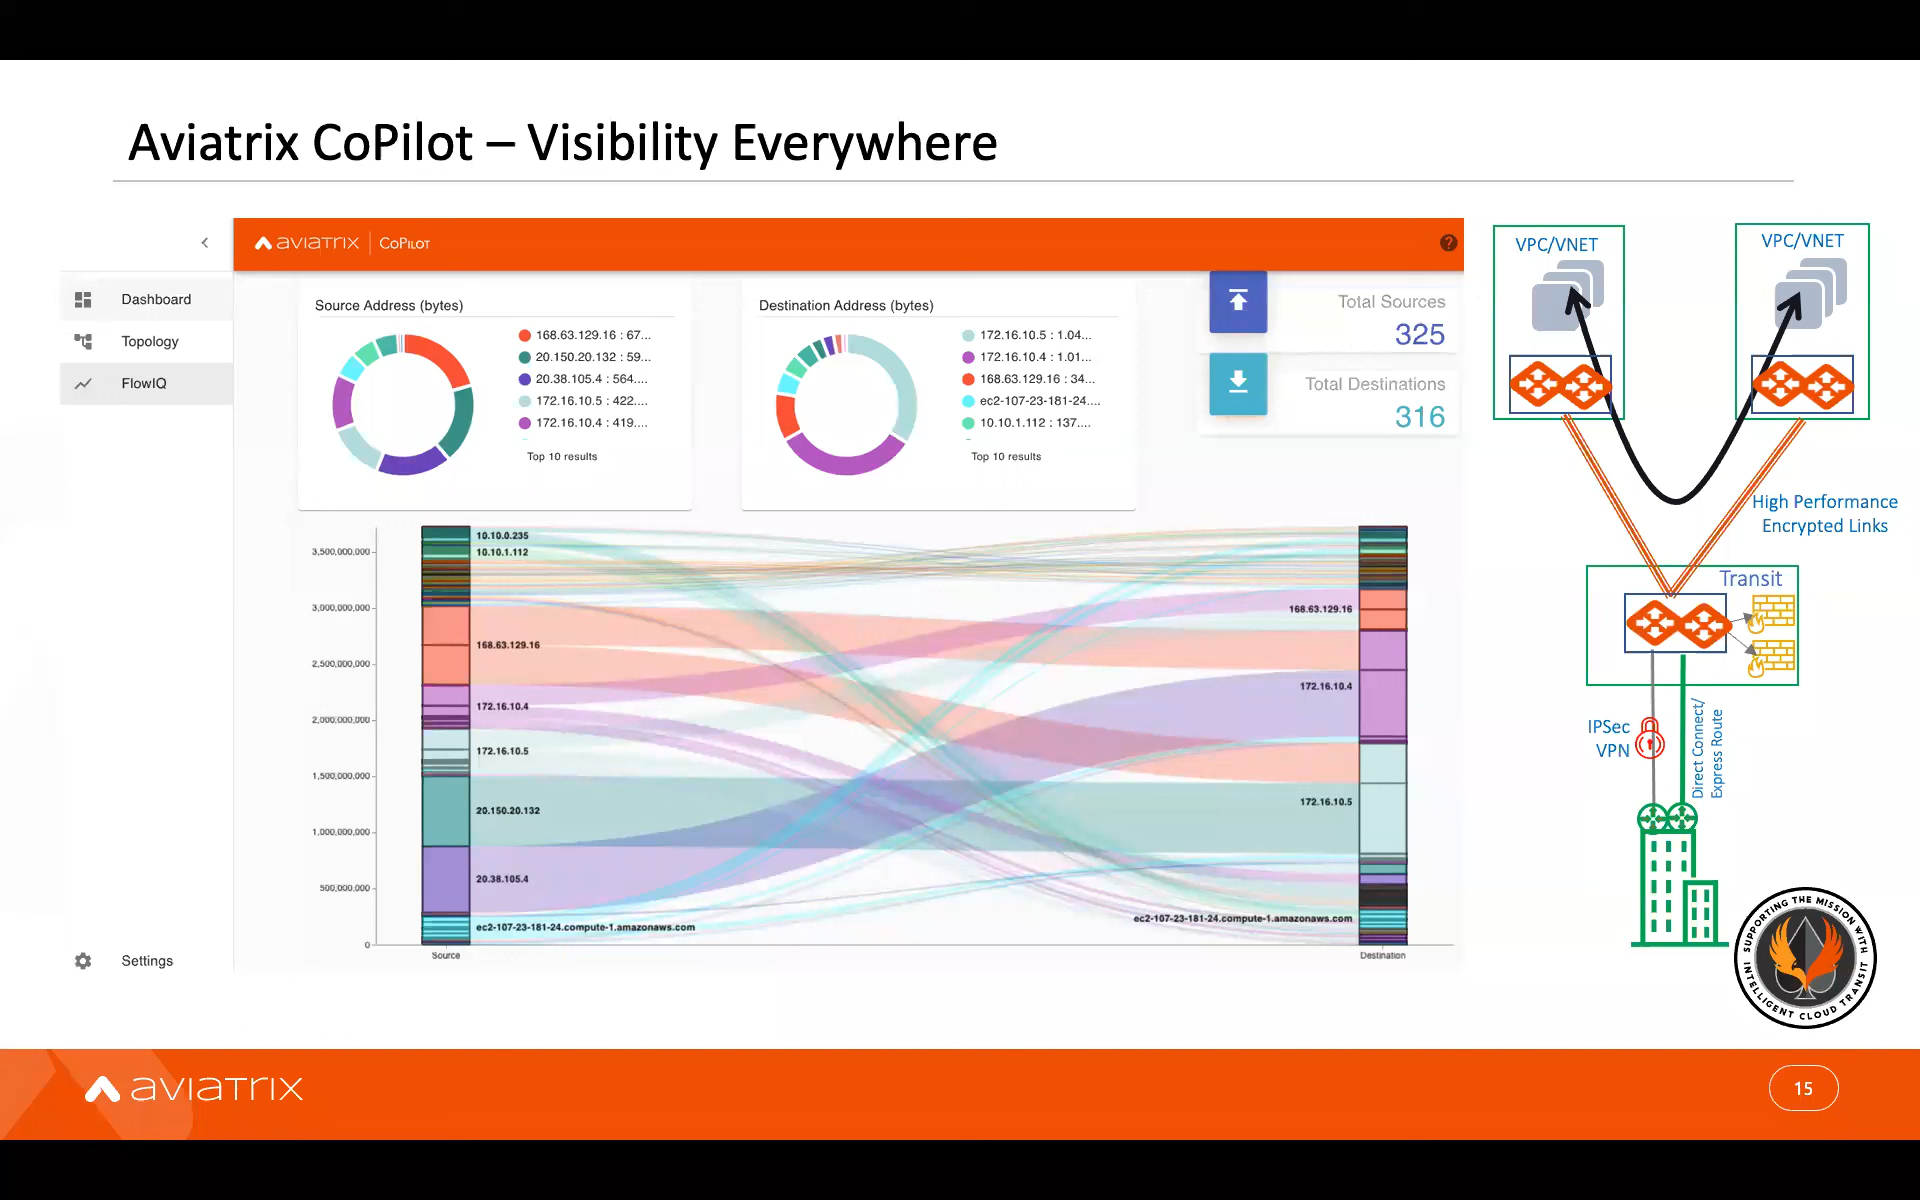 Aviatrix CoPilot – Visibility Everywhere
AVIATRIX
COPILOT
?
Dashboard
Topology
FlowIQ
Settings
Source Address (bytes)
168.63.129.16 : 67...
20.150.20.132 : 59...
20.38.105.4 : 564....
172.16.10.5 : 422....
172.16.10.4 : 419....
Top 10 results
Destination Address (bytes)
172.16.10.5 : 1.04...
172.16.10.4 : 1.01...
168.63.129.16 : 34...
ec2-107-23-181-24....
10.10.1.112 : 137....
Top 10 results
Total Sources
325
Total Destinations
316
3,500,000,000
3,000,000,000
2,500,000,000
2,000,000,000
1,500,000,000
1,000,000,000
500,000,000
0
10.10.0.235
10.10.1.112
168.63.129.16
172.16.10.4
172.16.10.5
20.150.20.132
20.38.105.4
ec2-107-23-181-24.compute-1.amazonaws.com
168.63.129.16
172.16.10.4
172.16.10.5
ec2-107-23-181-24.compute-1.amazonaws.com
Source
Destination
VPC/VNET
VPC/VNET
High Performance
Encrypted Links
Transit
IPSec
VPN
Direct Connect/
Express Route
SUPPORTING THE MISSION WITH
INTELLIGENT CLOUD TRANSIT
AVIATRIX
15